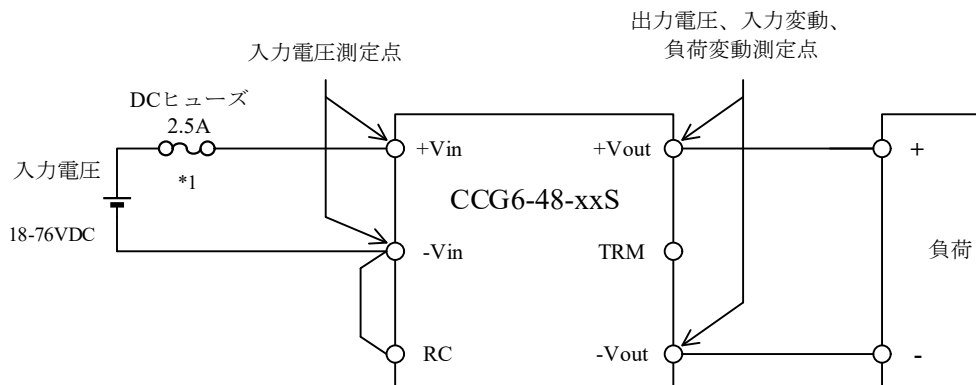 出力電圧、入力変動、
負荷変動測定点
入力電圧測定点
DCヒューズ
2.5A
*1
入力電圧
18-76VDC
+Vin
+Vout
+
CCG6-48-xxS
-Vin
TRM
負荷
RC
-Vout
-